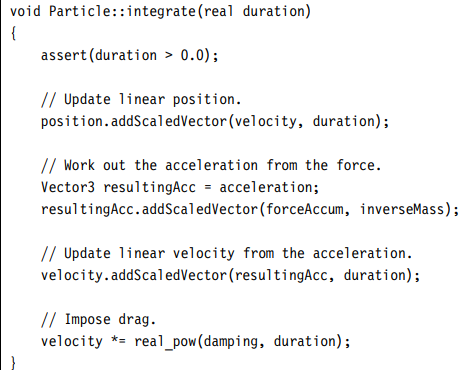 void Particle::integrate(real duration)
{
    assert(duration > 0.0);

    // Update linear position.
    position.addScaledVector(velocity, duration);

    // Work out the acceleration from the force.
    Vector3 resultingAcc = acceleration;
    resultingAcc.addScaledVector(forceAccum, inverseMass);

    // Update linear velocity from the acceleration.
    velocity.addScaledVector(resultingAcc, duration);

    // Impose drag.
    velocity *= real_pow(damping, duration);
}